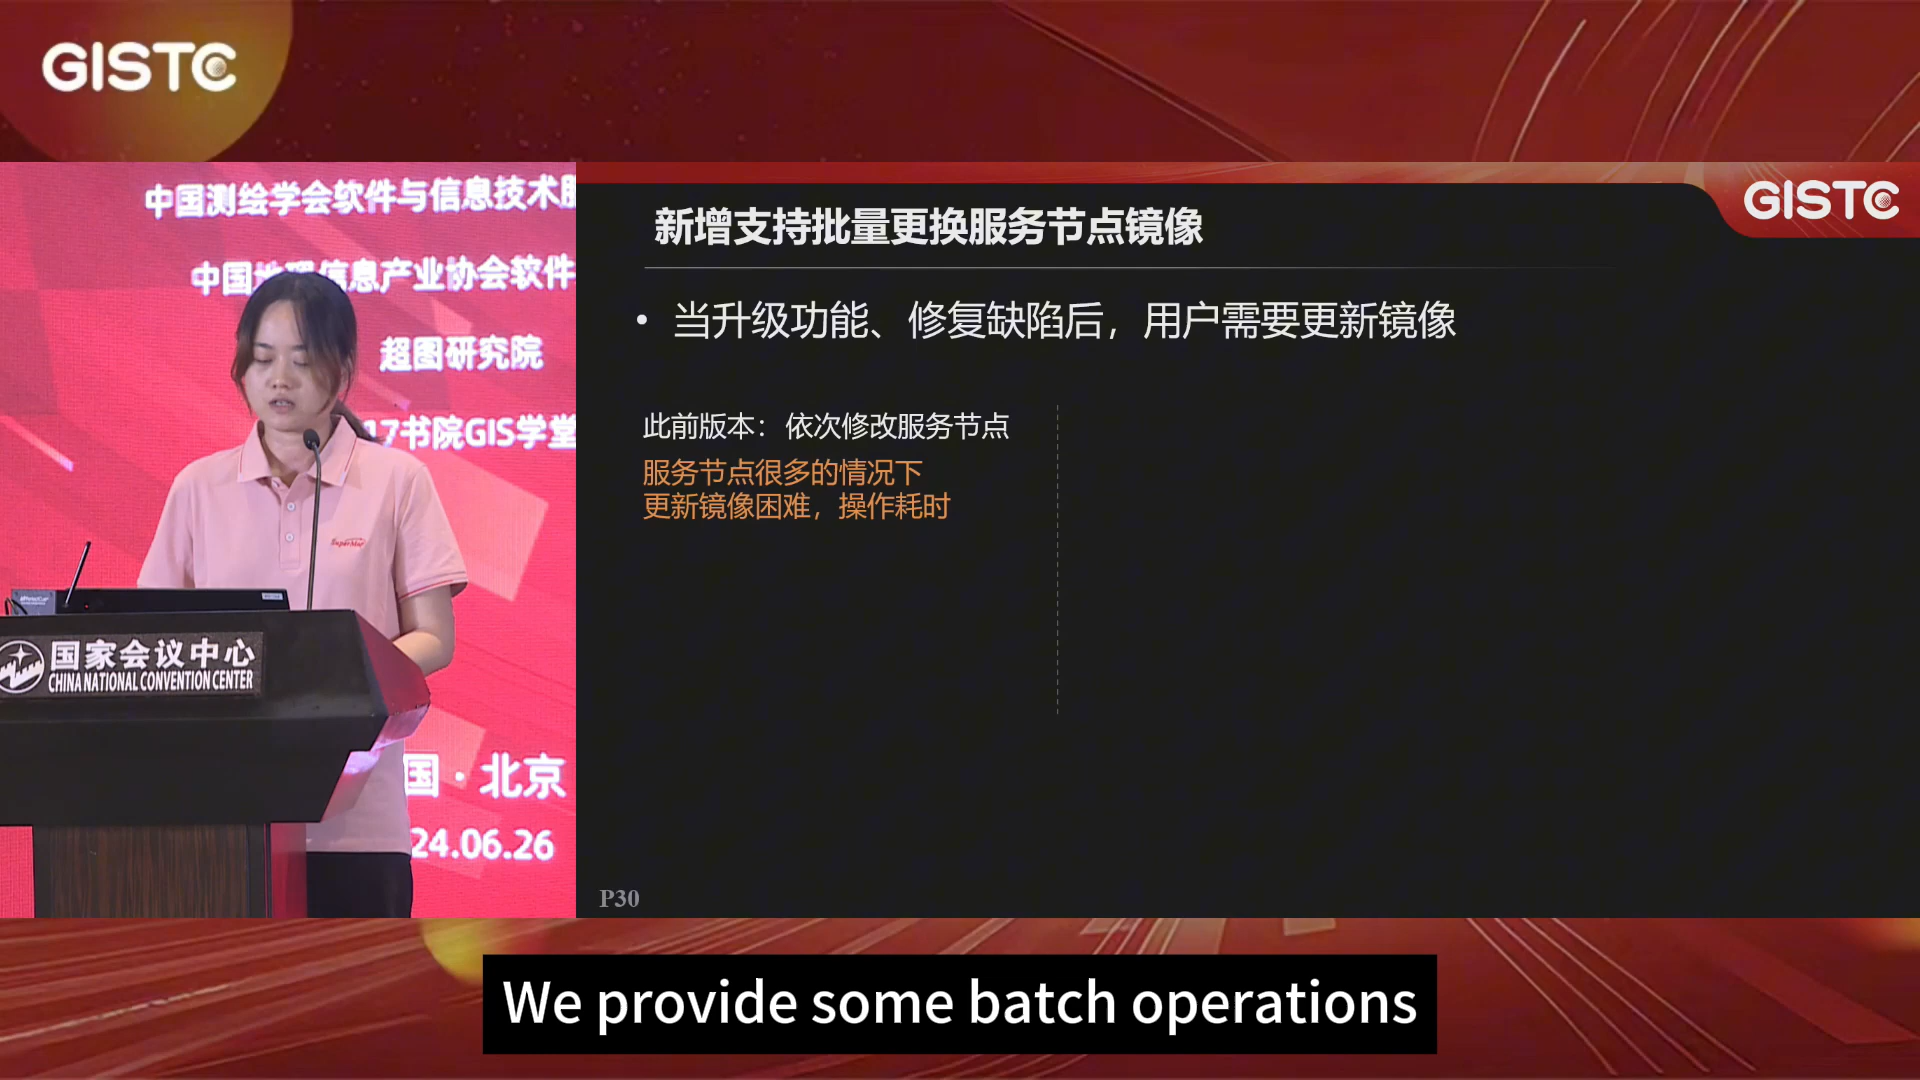 GISTC
中国测绘学会软件与信息技术
中国地理信息产业协会软件
超图研究院
17书院GIS学堂
SuperMap
国家会议中心
CHINA NATIONAL CONVENTION CENTER
国·北京
24.06.26
GISTC
新增支持批量更换服务节点镜像
• 当升级功能、修复缺陷后，用户需要更新镜像
此前版本：依次修改服务节点
服务节点很多的情况下
更新镜像困难，操作耗时
P30
We provide some batch operations